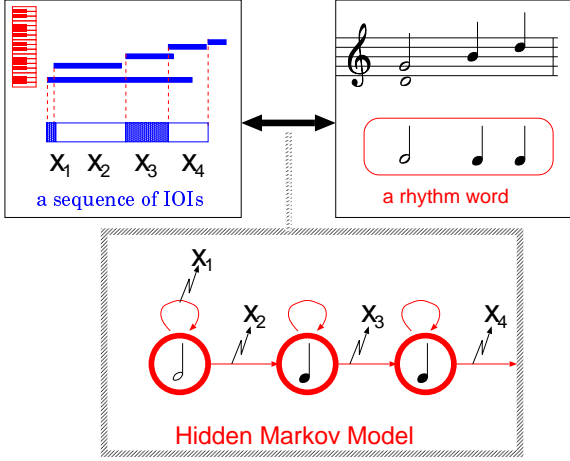 X1 X2 X3 X4
a sequence of IOIs
a rhythm word
X1
X2 X3 X4
Hidden Markov Model